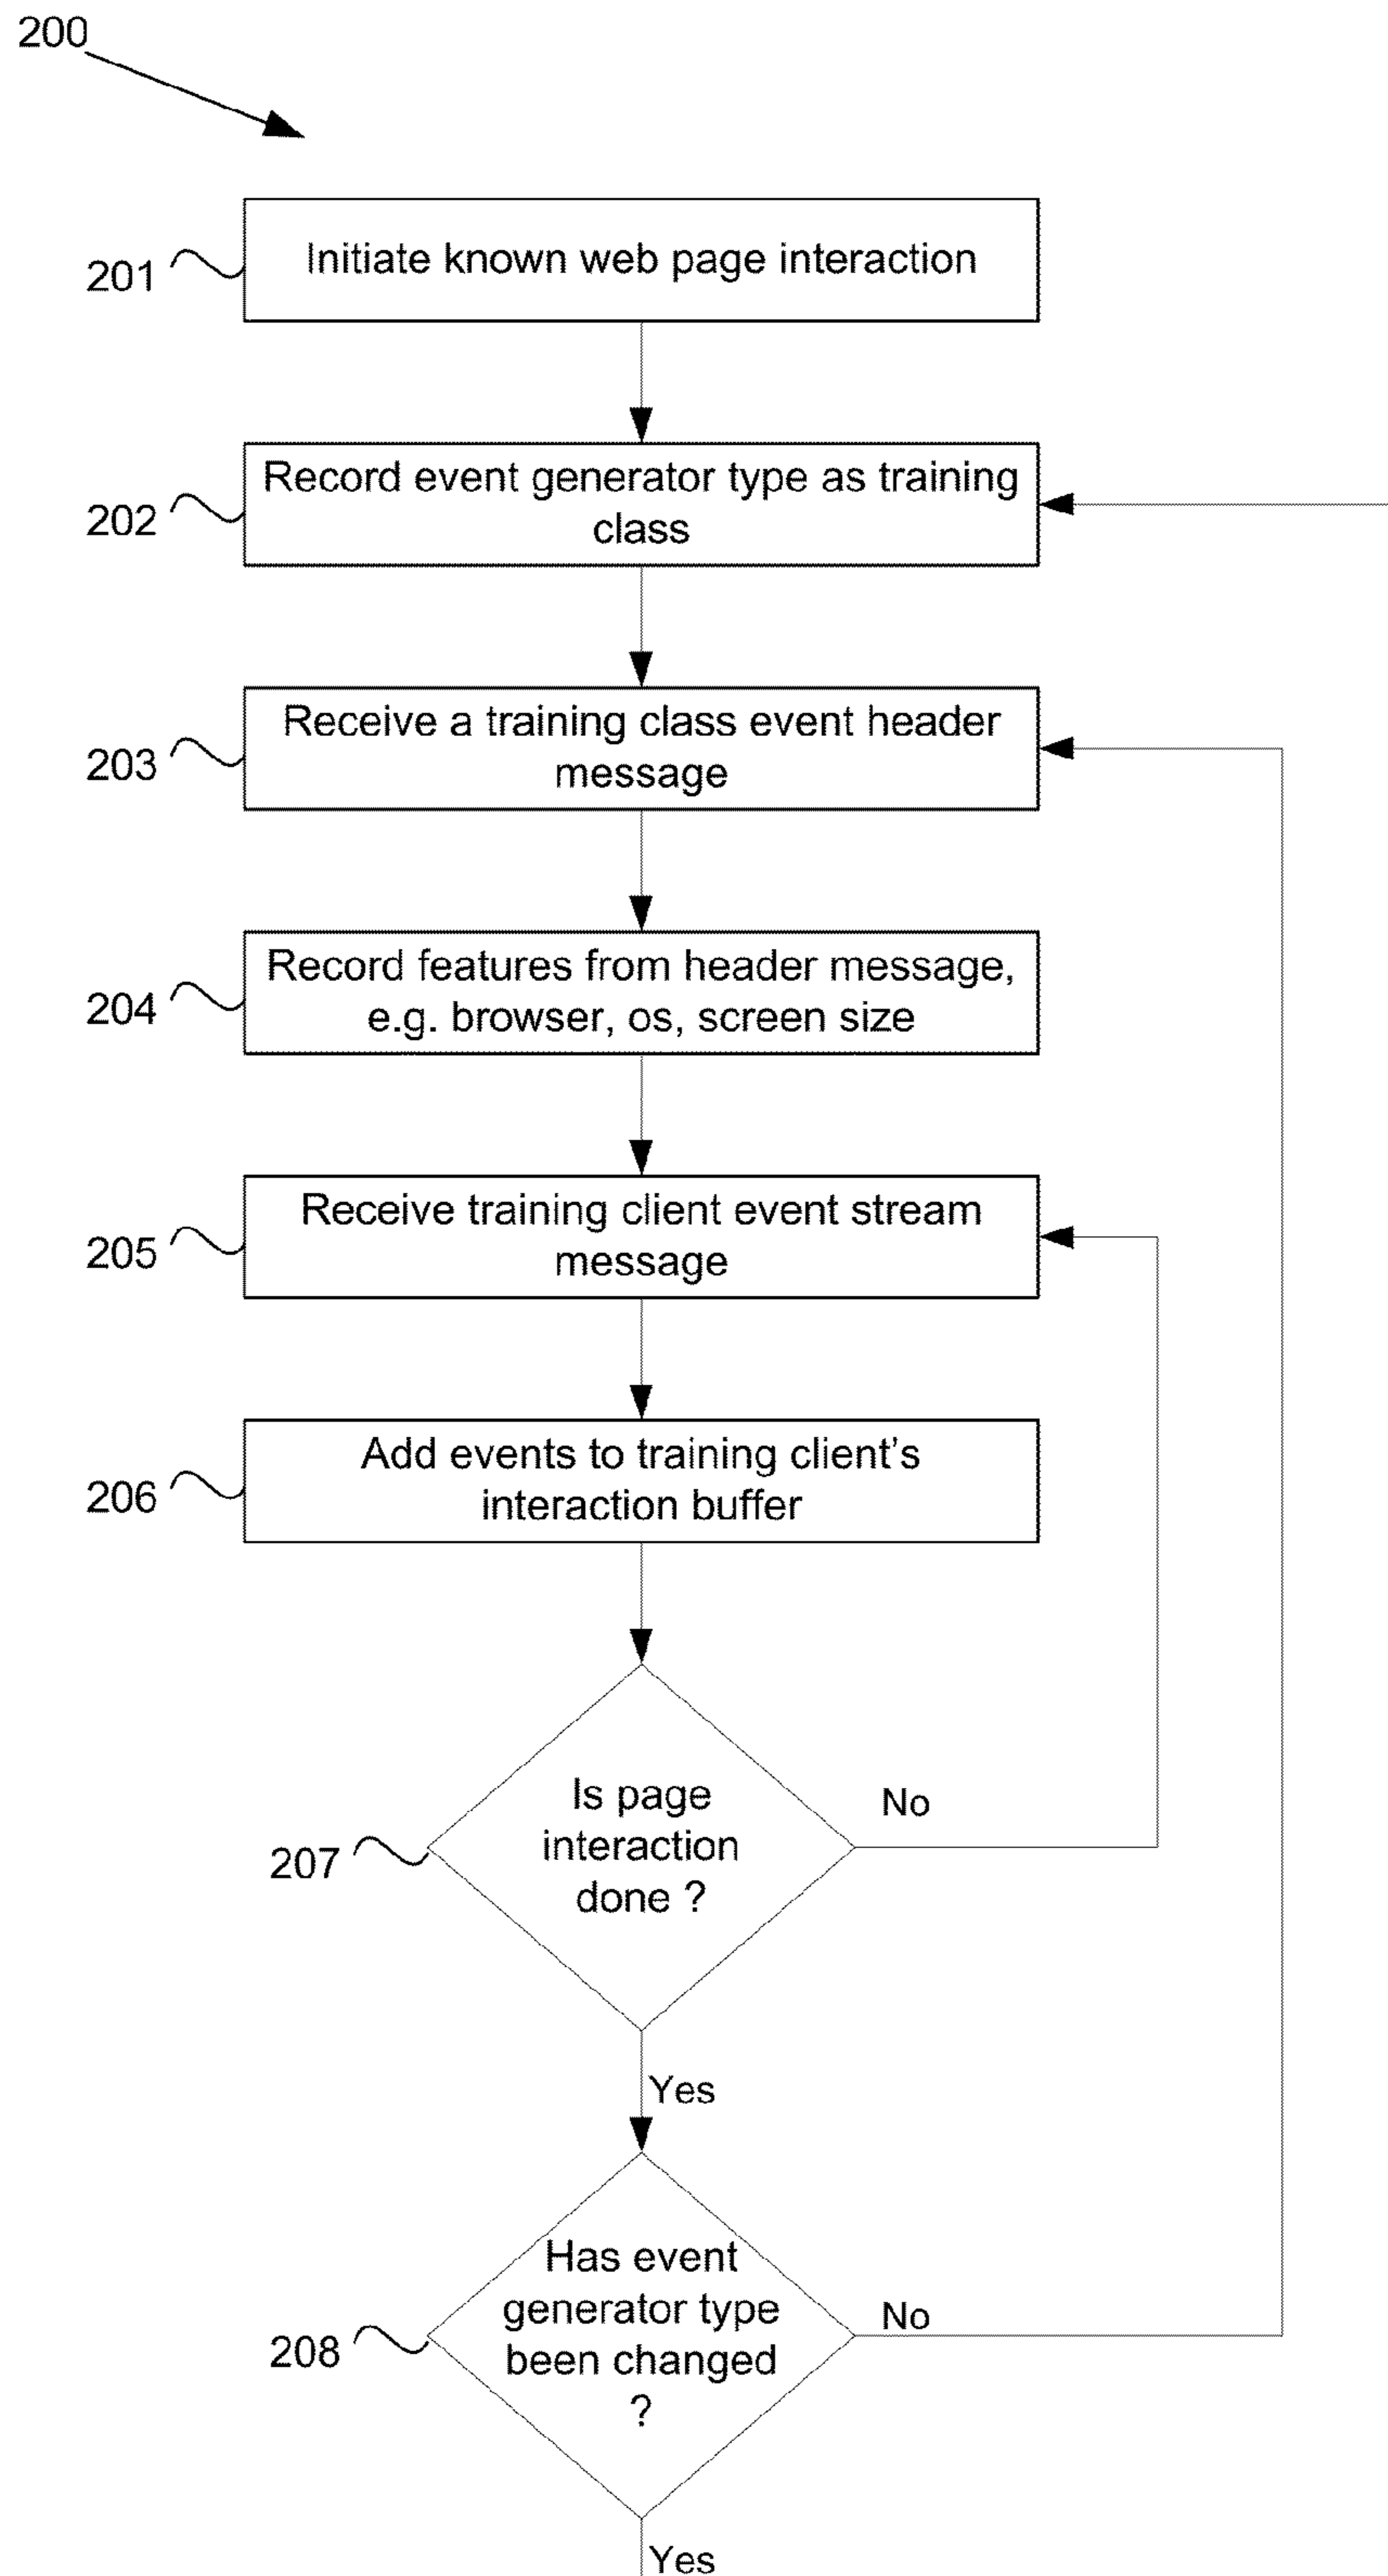 200
201
Initiate known web page interaction
202
Record event generator type as training
class
203
Receive a training class event header
message
204
Record features from header message,
e.g. browser, os, screen size
205
Receive training client event stream
message
206
Add events to training client’s
interaction buffer
207
Is page
interaction
done ?
No
Yes
208
Has event
generator type
been changed
?
No
Yes